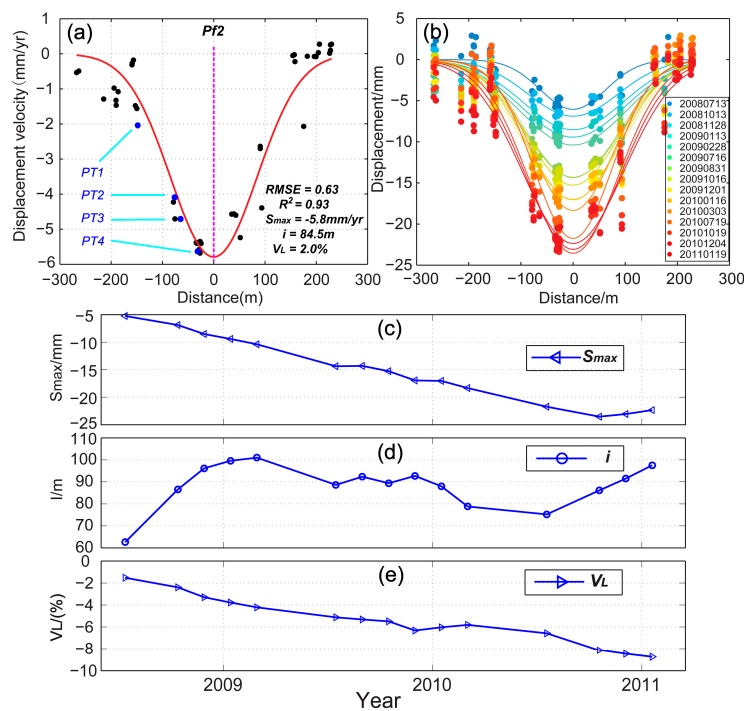 (a)
Pf2
1
0
−1
−2
−3
−4
−5
−6
Displacement velocity(mm/yr)
PT1
PT2
PT3
PT4
RMSE = 0.63
R2 = 0.93
Smax = -5.8mm/yr
i = 84.5m
VL = 2.0%
−300 −200 −100 0 100 200 300
Distance(m)
(b)
5
0
−5
−10
−15
−20
−25
Displacement/mm
20080713
20081013
20081128
20090113
20090228
20090716
20090831
20091016
20091201
20100116
20100303
20100719
20101019
20101204
20110119
−300 −200 −100 0 100 200 300
Distance/m
(c)
−5
−10
−15
−20
−25
Smax/mm
Smax
(d)
110
100
90
80
70
60
I/m
i
(e)
0
−2
−4
−6
−8
−10
VL/(%)
VL
2009 2010 2011
Year